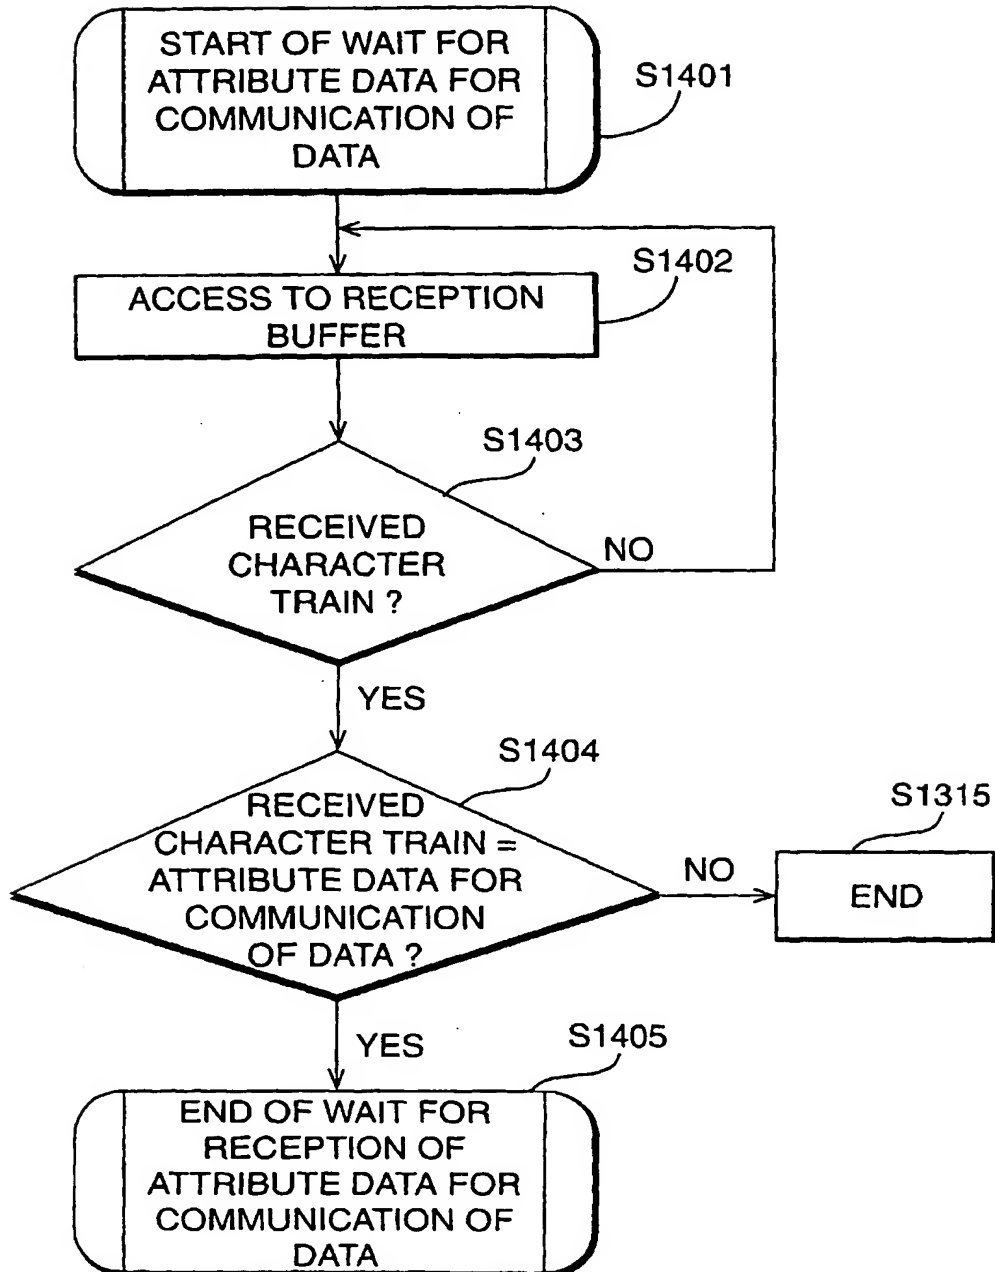 START OF WAIT FOR
ATTRIBUTE DATA FOR
COMMUNICATION OF
DATA
S1401
S1402
ACCESS TO RECEPTION
BUFFER
S1403
RECEIVED
CHARACTER
TRAIN ?
NO
YES
S1404
RECEIVED
CHARACTER TRAIN =
ATTRIBUTE DATA FOR
COMMUNICATION
OF DATA ?
NO
S1315
END
YES
S1405
END OF WAIT FOR
RECEPTION OF
ATTRIBUTE DATA FOR
COMMUNICATION OF
DATA